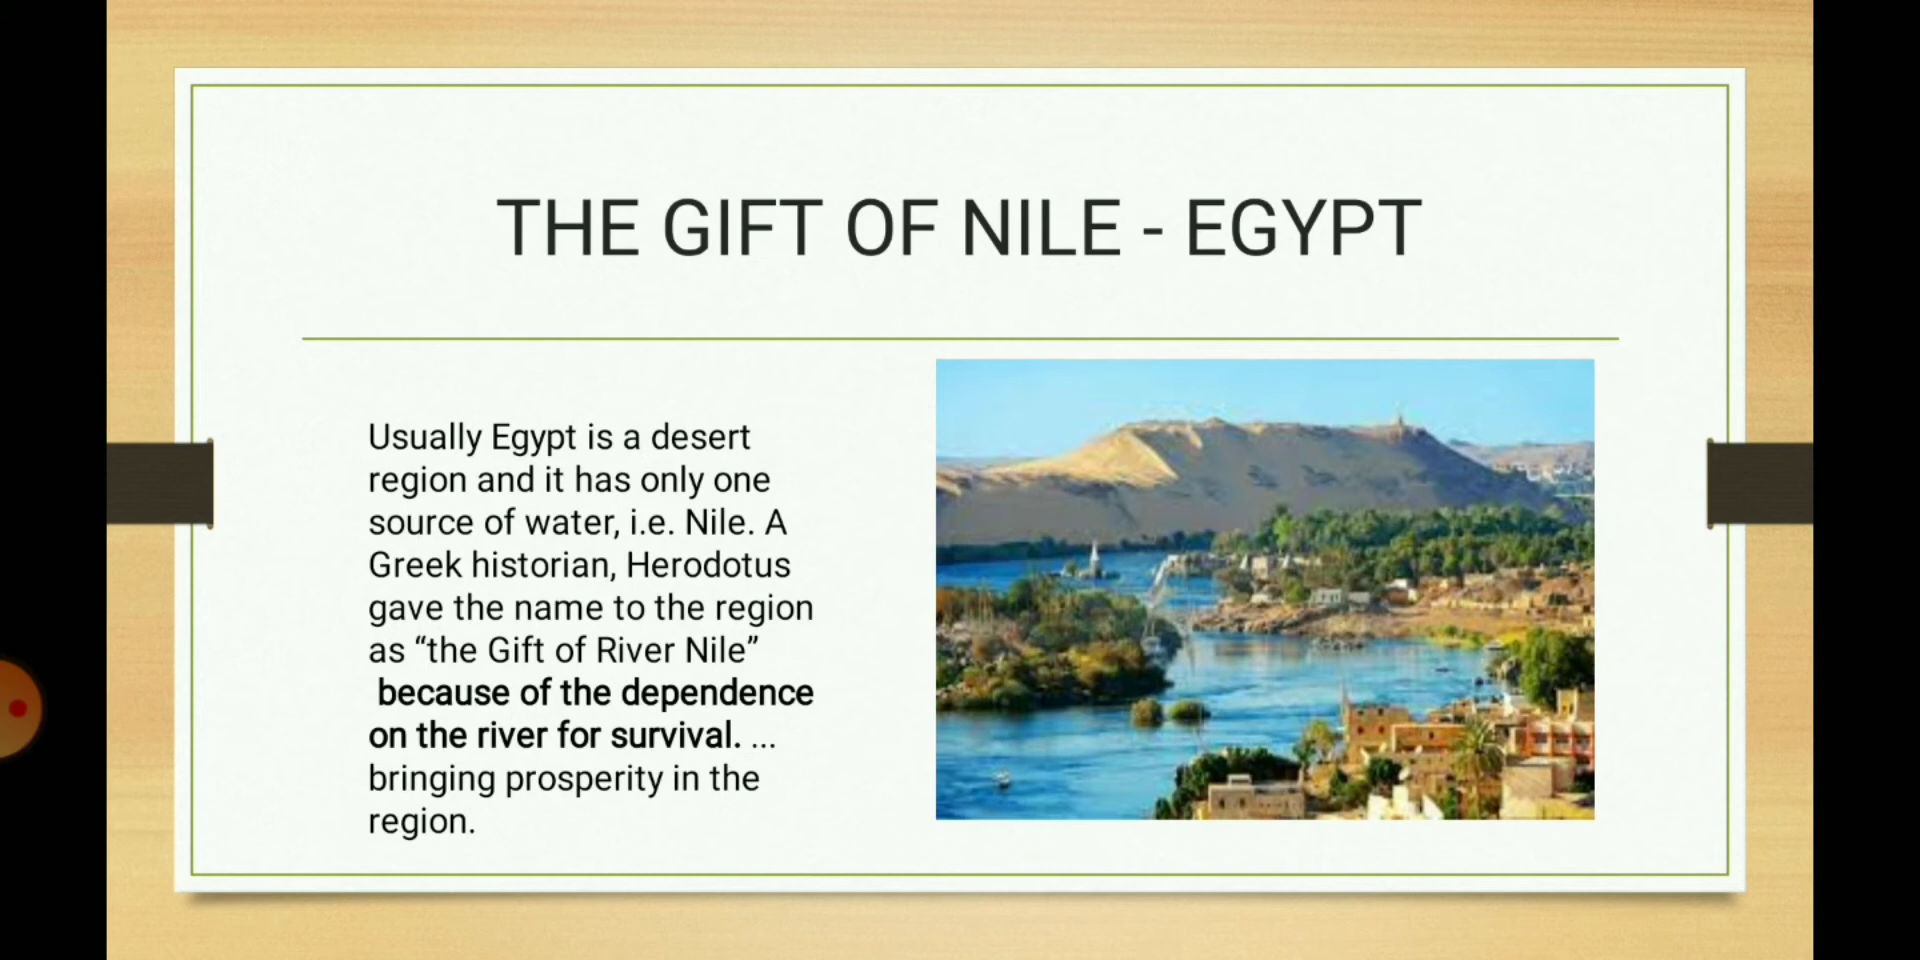 THE GIFT OF NILE - EGYPT
Usually Egypt is a desert
region and it has only one
source of water, i.e. Nile. A
Greek historian, Herodotus
gave the name to the region
as “the Gift of River Nile”
because of the dependence
on the river for survival. ...
bringing prosperity in the
region.